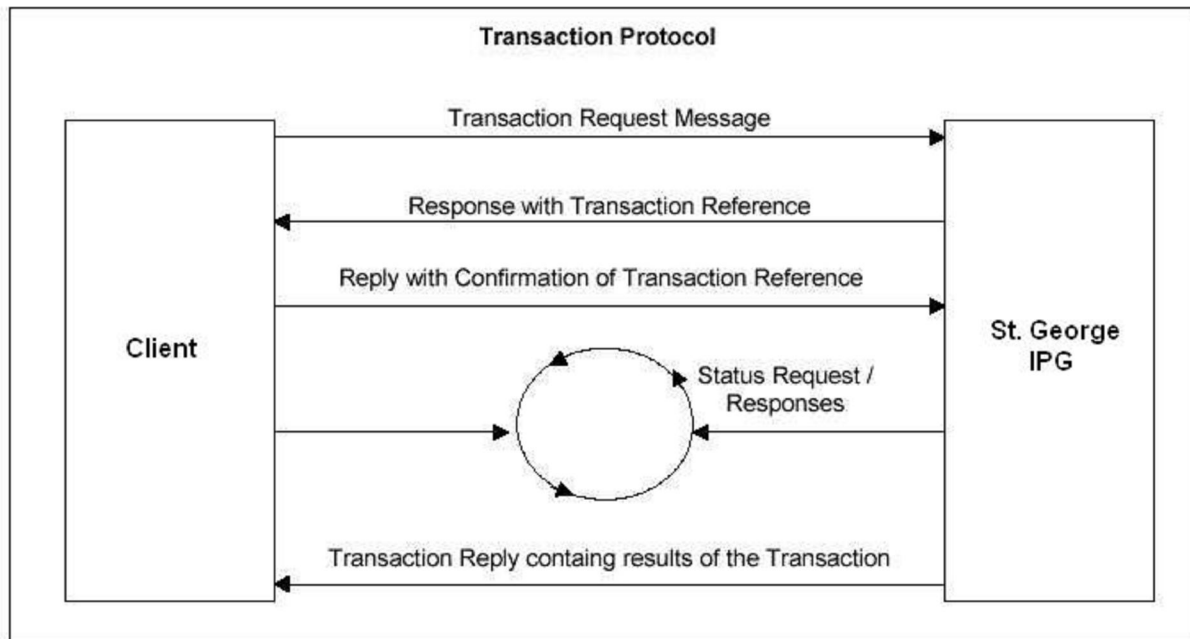 Transaction Protocol
Transaction Request Message
Response with Transaction Reference
Reply with Confirmation of Transaction Reference
Client
St. George
IPG
Status Request /
Responses
Transaction Reply containg results of the Transaction